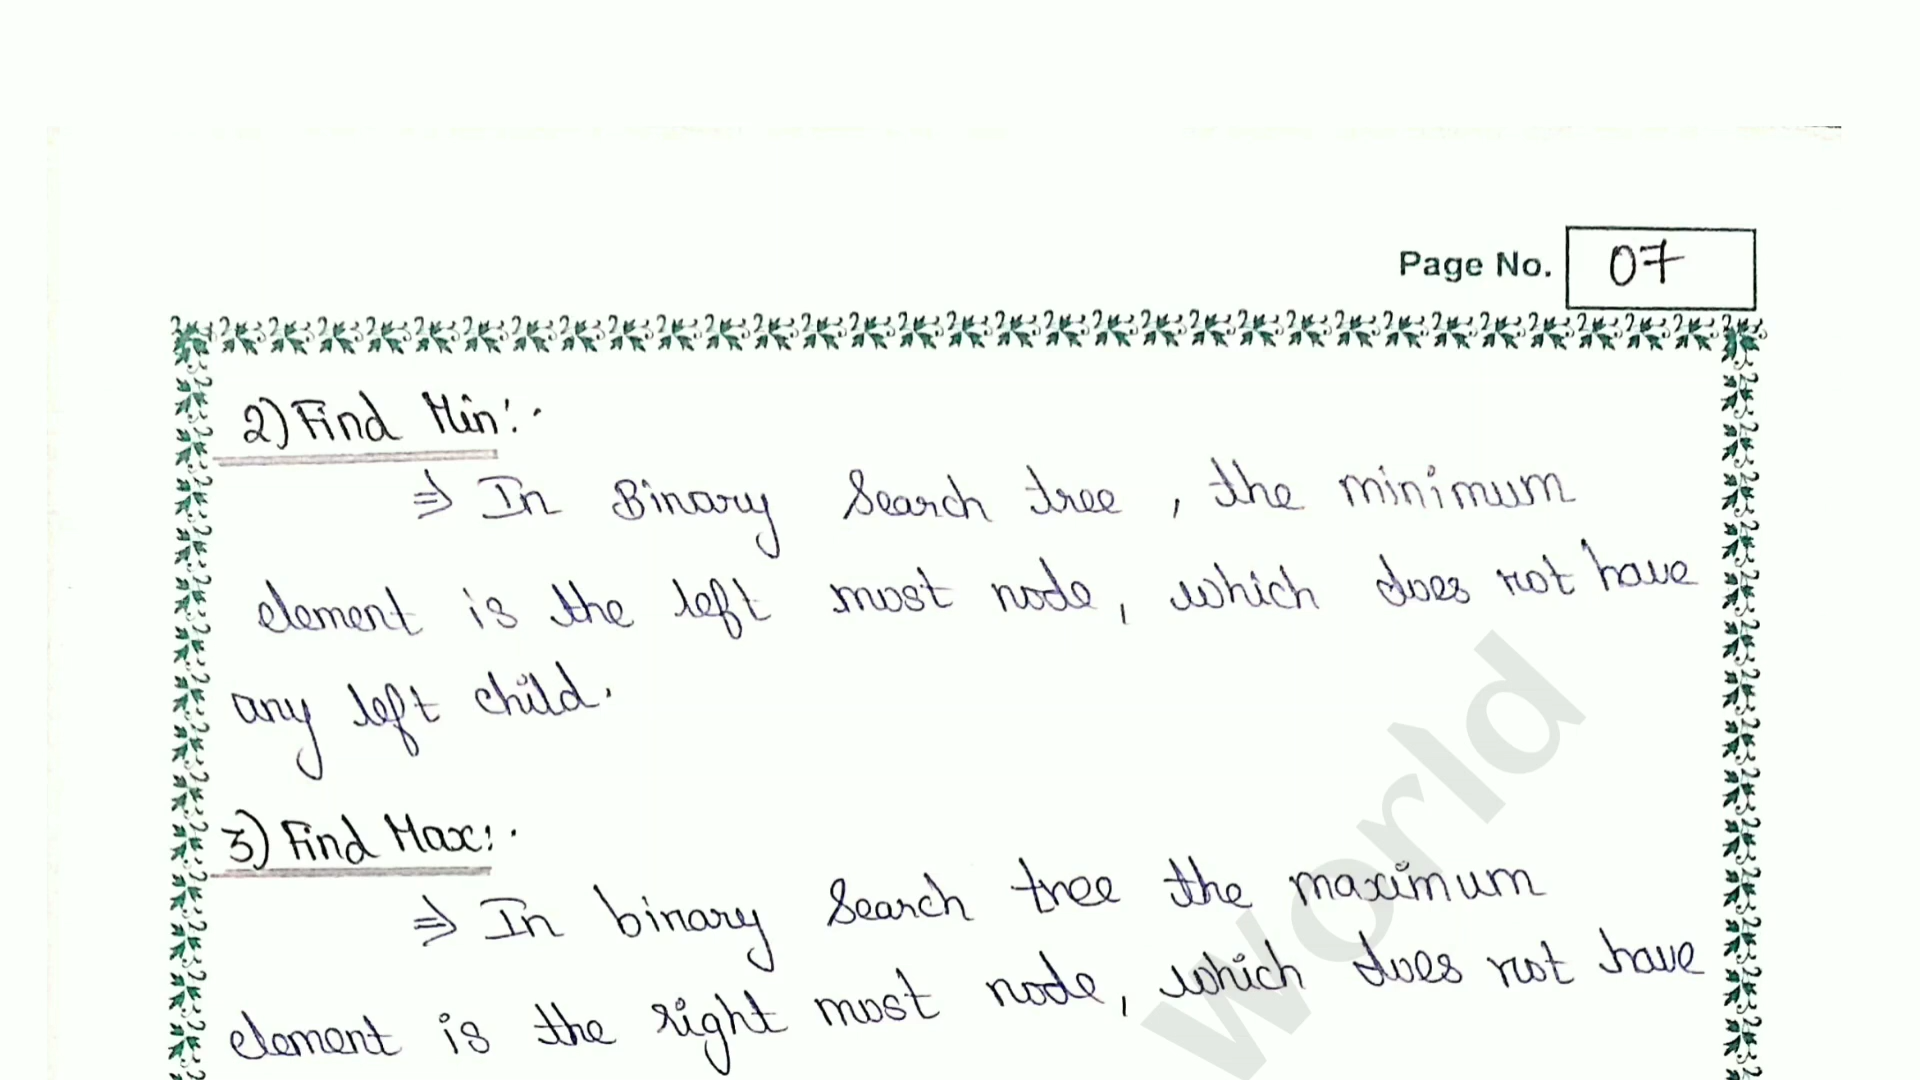 Page No. 07
2) Find Min:-
⇒ In Binary Search tree, the minimum
element is the left most node, which does not have
any left child.
3) Find Max:-
⇒ In binary Search tree the maximum
element is the right most node, which does not have
world